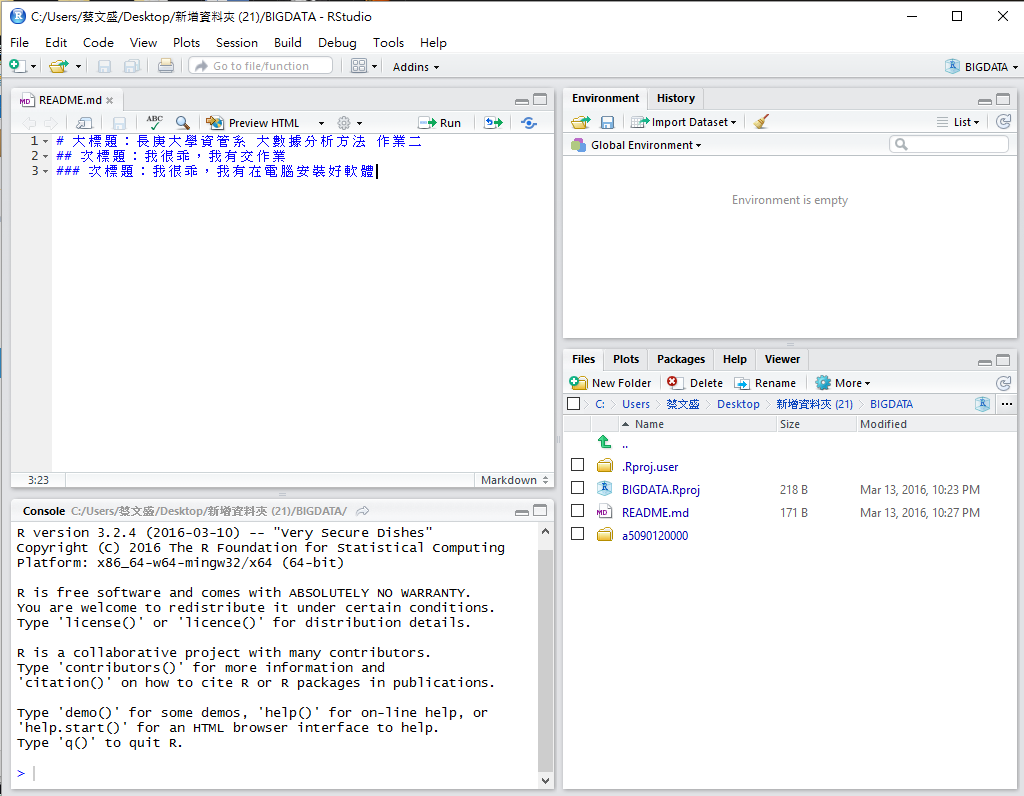 C:/Users/蔡文盛/Desktop/新增資料夾 (21)/BIGDATA - RStudio
File Edit Code View Plots Session Build Debug Tools Help
Go to file/function Addins BIGDATA
README.md
ABC Preview HTML Run
1 # 大標題：長庚大學資管系 大數據分析方法 作業二
2 ## 次標題：我很乖，我有交作業
3 ### 次標題：我很乖，我有在電腦安裝好軟體
3:23 Markdown
Console C:/Users/蔡文盛/Desktop/新增資料夾 (21)/BIGDATA/
R version 3.2.4 (2016-03-10) -- "Very Secure Dishes"
Copyright (C) 2016 The R Foundation for Statistical Computing
Platform: x86_64-w64-mingw32/x64 (64-bit)
R is free software and comes with ABSOLUTELY NO WARRANTY.
You are welcome to redistribute it under certain conditions.
Type 'license()' or 'licence()' for distribution details.
R is a collaborative project with many contributors.
Type 'contributors()' for more information and
'citation()' on how to cite R or R packages in publications.
Type 'demo()' for some demos, 'help()' for on-line help, or
'help.start()' for an HTML browser interface to help.
Type 'q()' to quit R.
>
Environment History
Import Dataset List
Global Environment
Environment is empty
Files Plots Packages Help Viewer
New Folder Delete Rename More
C: Users 蔡文盛 Desktop 新增資料夾 (21) BIGDATA ...
Name Size Modified
..
.Rproj.user
BIGDATA.Rproj 218 B Mar 13, 2016, 10:23 PM
README.md 171 B Mar 13, 2016, 10:27 PM
a5090120000